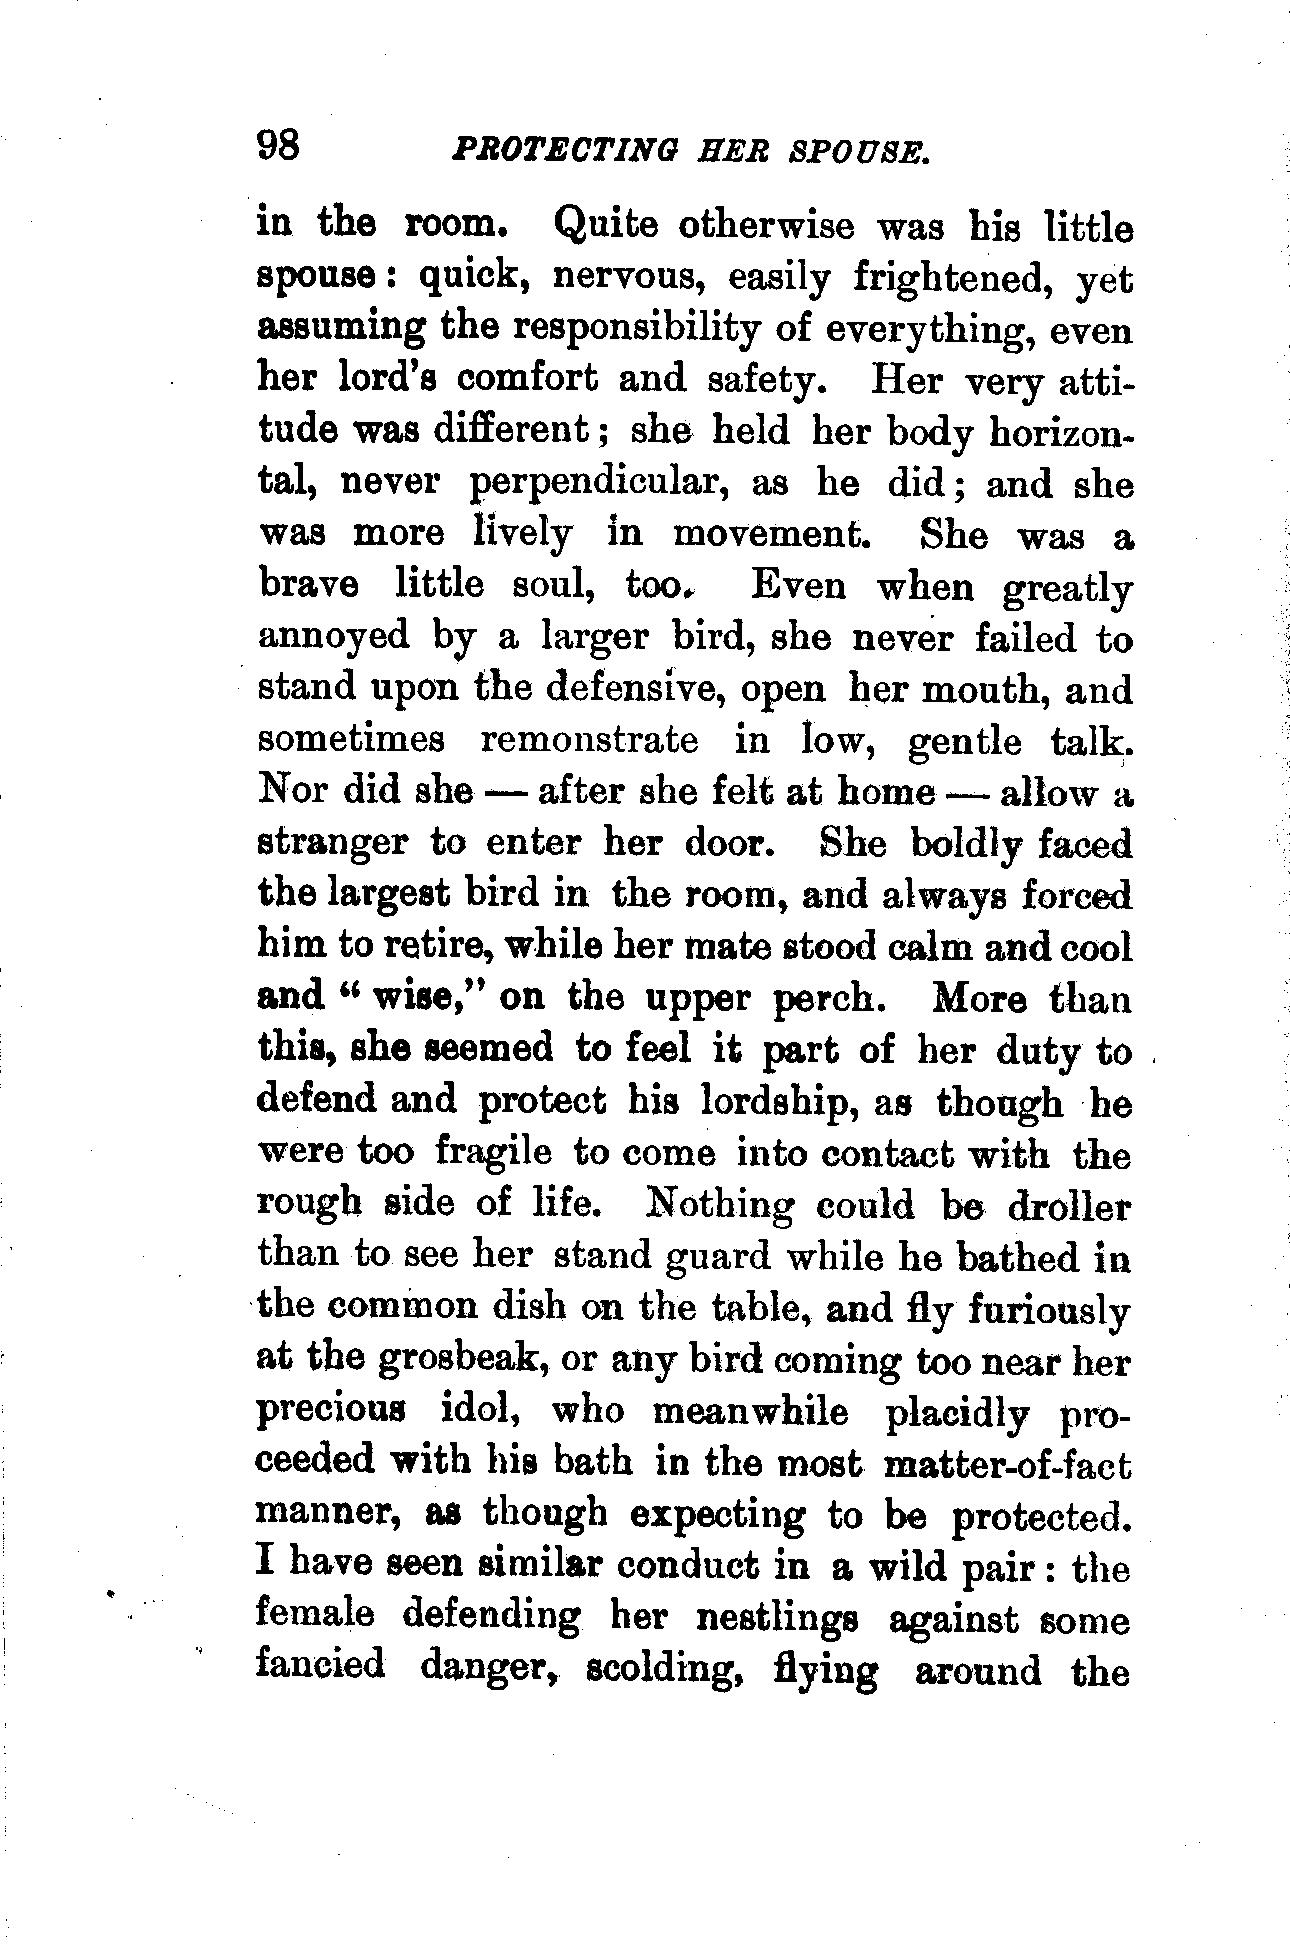 98 PROTECTING HER SPOUSE.
in the room. Quite otherwise was his little
spouse: quick, nervous, easily frightened, yet
assuming the responsibility of everything, even
her lord's comfort and safety. Her very atti-
tude was different; she held her body horizon-
tal, never perpendicular, as he did; and she
was more lively in movement. She was a
brave little soul, too. Even when greatly
annoyed by a larger bird, she never failed to
stand upon the defensive, open her mouth, and
sometimes remonstrate in low, gentle talk.
Nor did she — after she felt at home — allow a
stranger to enter her door. She boldly faced
the largest bird in the room, and always forced
him to retire, while her mate stood calm and cool
and "wise," on the upper perch. More than
this, she seemed to feel it part of her duty to
defend and protect his lordship, as though he
were too fragile to come into contact with the
rough side of life. Nothing could be droller
than to see her stand guard while he bathed in
the common dish on the table, and fly furiously
at the grosbeak, or any bird coming too near her
precious idol, who meanwhile placidly pro-
ceeded with his bath in the most matter-of-fact
manner, as though expecting to be protected.
I have seen similar conduct in a wild pair: the
female defending her nestlings against some
fancied danger, scolding, flying around the